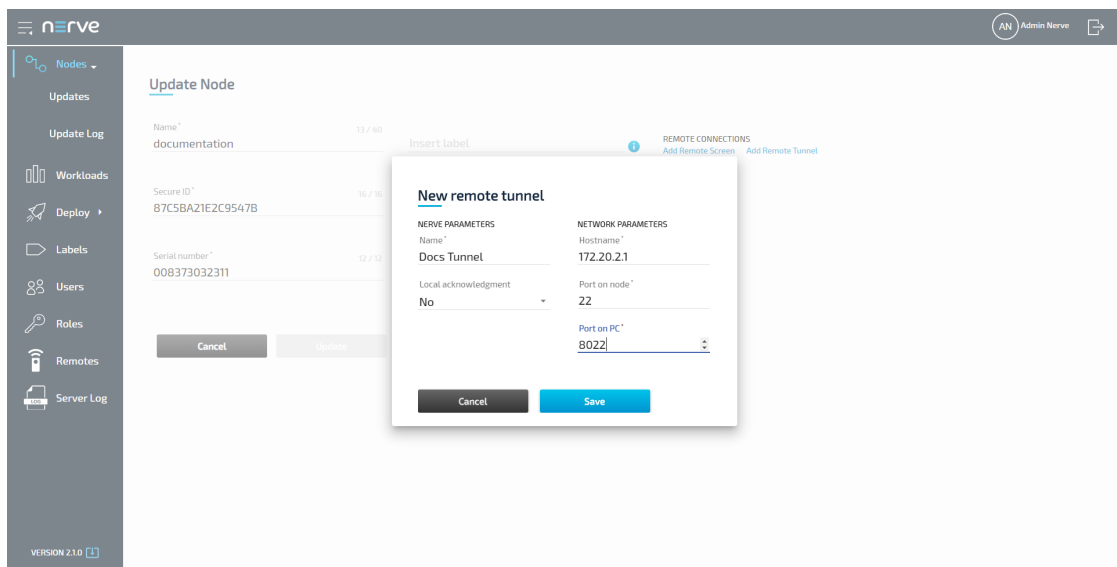 nerve
AN Admin Nerve
Nodes
Updates
Update Log
Workloads
Deploy
Labels
Users
Roles
Remotes
LOG Server Log
VERSION 2.1.0
Update Node
Name* 13 / 40
documentation
Insert label
REMOTE CONNECTIONS
Add Remote Screen Add Remote Tunnel
Secure ID* 16 / 16
87C5BA21E2C9547B
Serial number* 12 / 12
008373032311
Cancel Update
New remote tunnel
NERVE PARAMETERS NETWORK PARAMETERS
Name* Hostname*
Docs Tunnel 172.20.2.1
Local acknowledgment Port on node*
No 22
Port on PC*
8022
Cancel Save